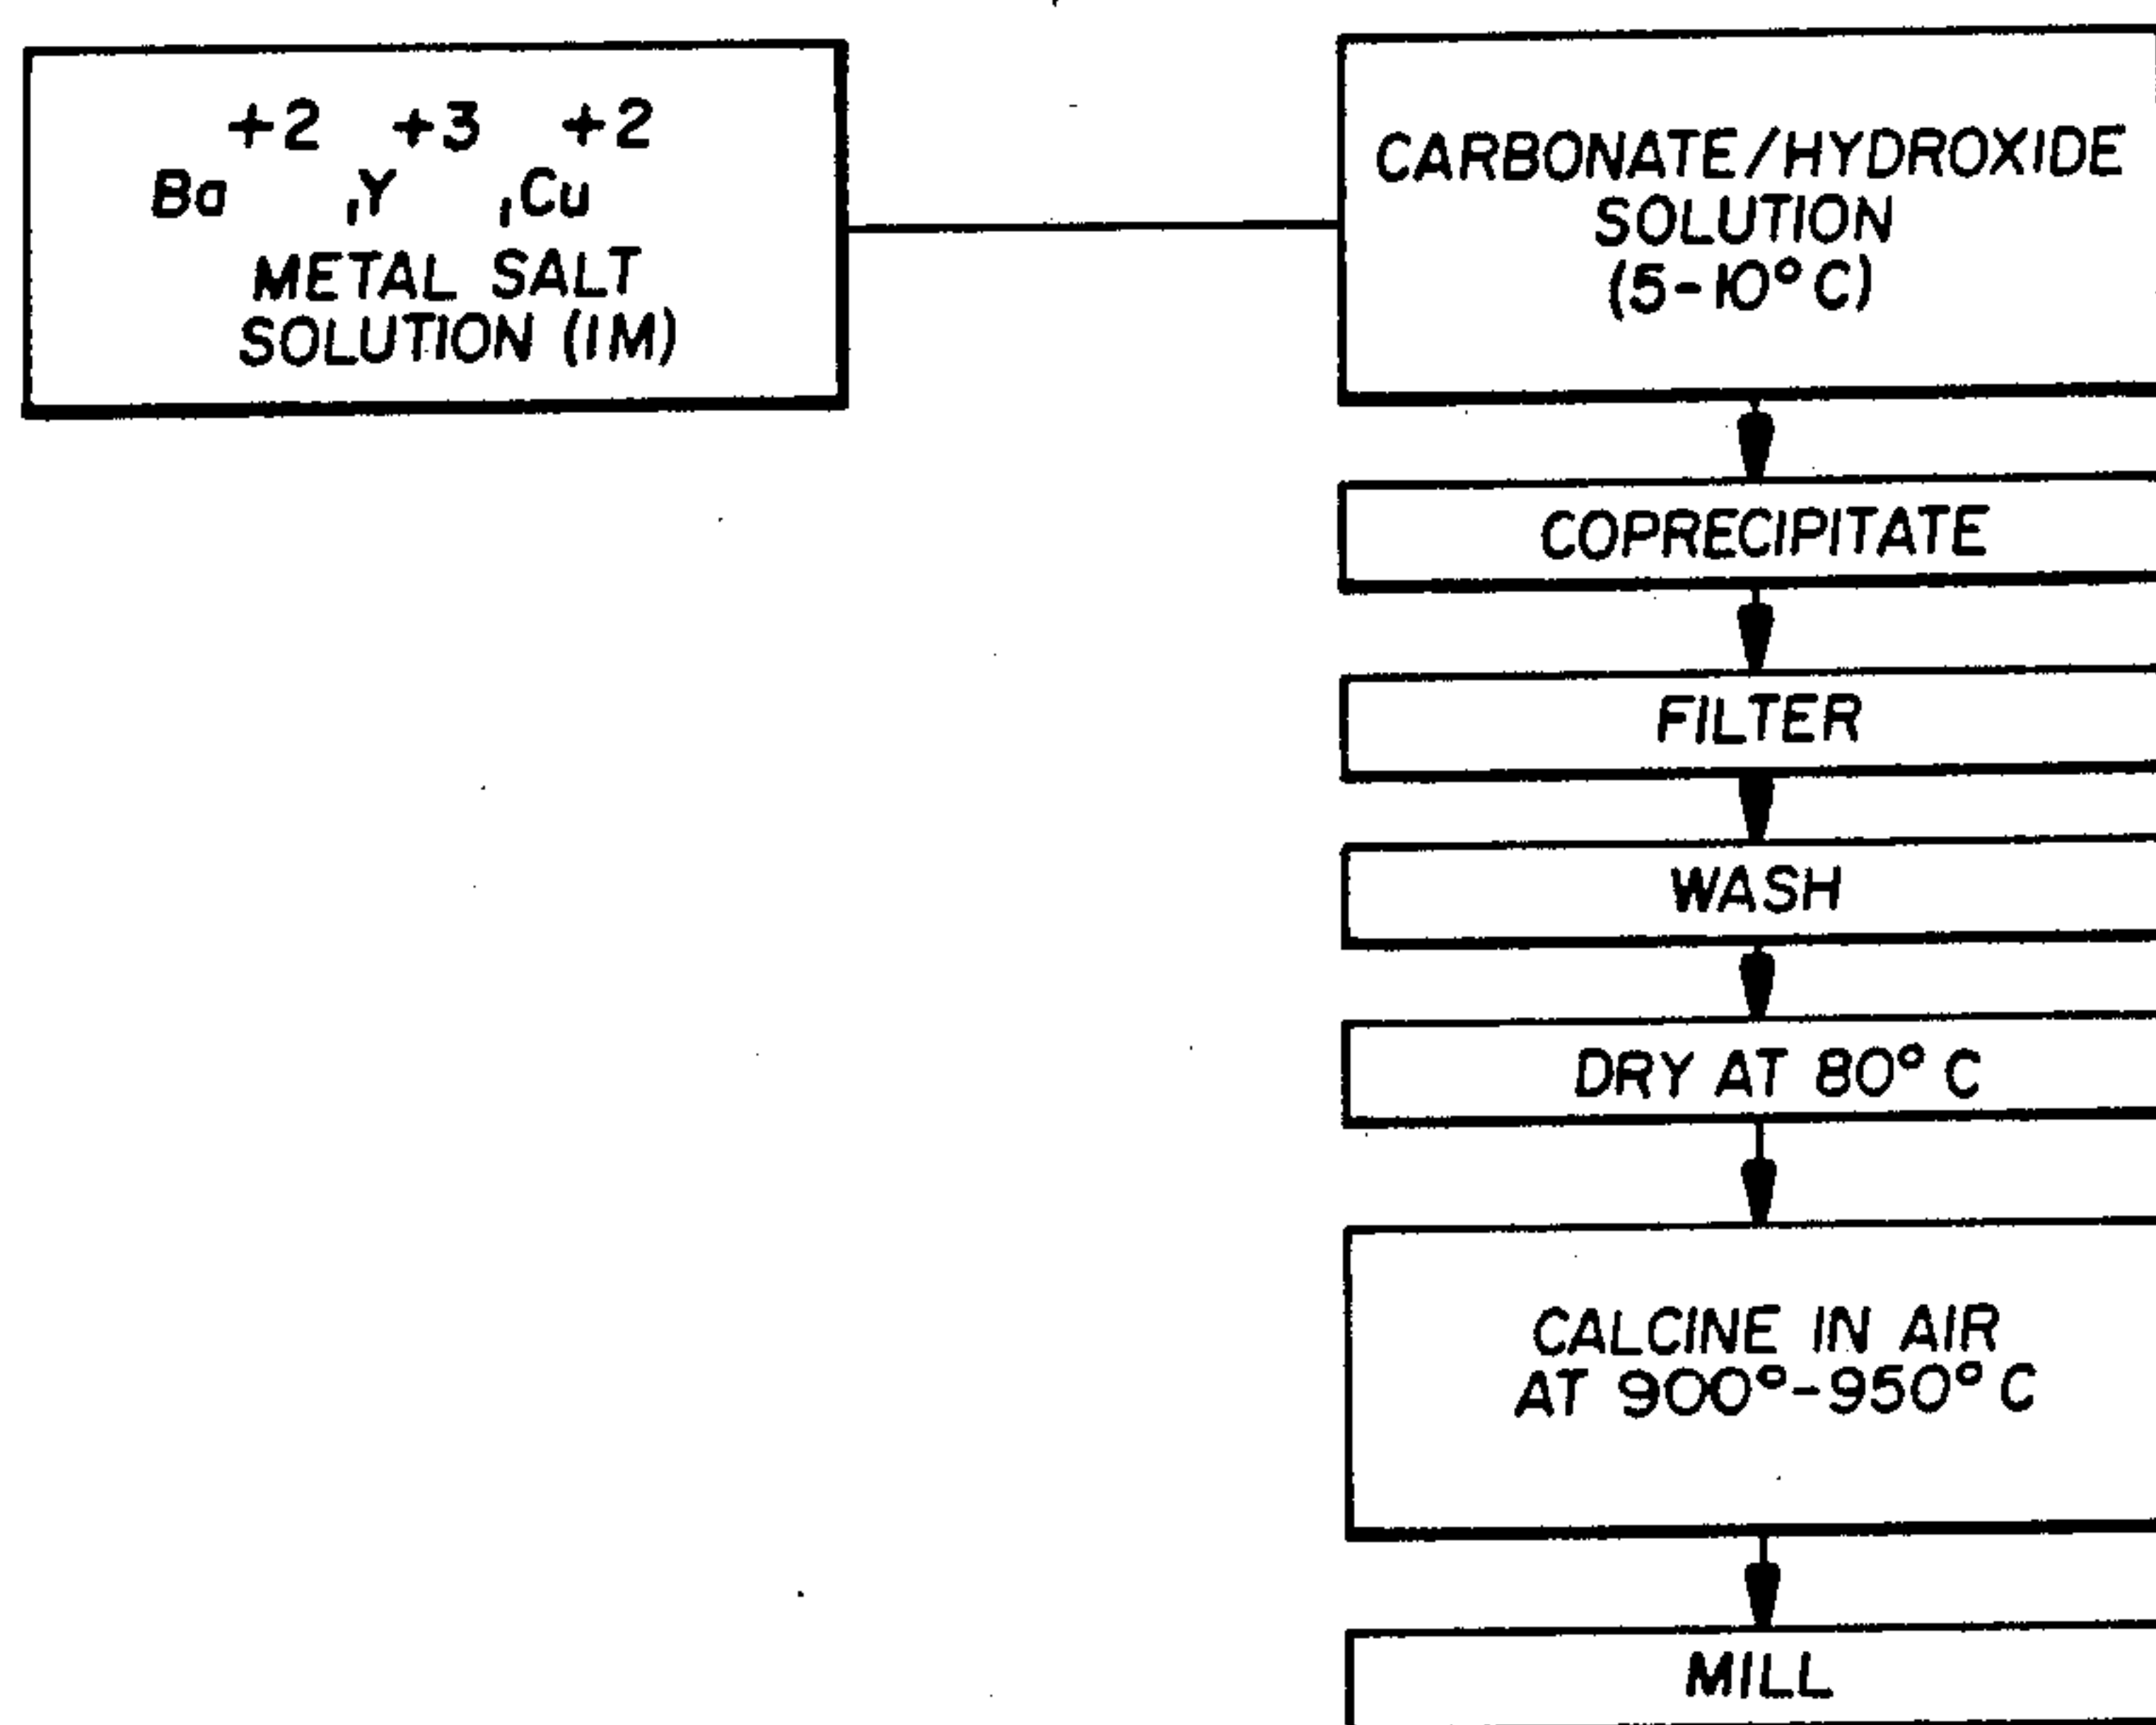 +2 +3 +2
Ba ,Y ,Cu
METAL SALT
SOLUTION (1M)
CARBONATE/HYDROXIDE
SOLUTION
(5-10°C)
COPRECIPITATE
FILTER
WASH
DRY AT 80°C
CALCINE IN AIR
AT 900°-950°C
MILL